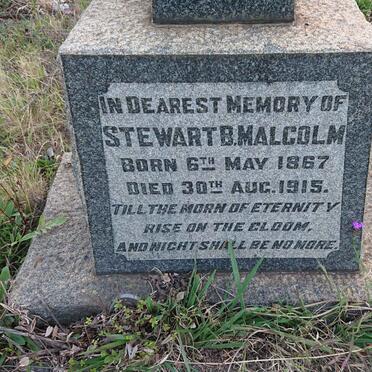 IN DEAREST MEMORY OF
STEWART B. MALCOLM
BORN 6TH MAY 1867
DIED 30TH AUG. 1915.
TILL THE MORN OF ETERNITY
RISE ON THE GLOOM,
AND NIGHT SHALL BE NO MORE.